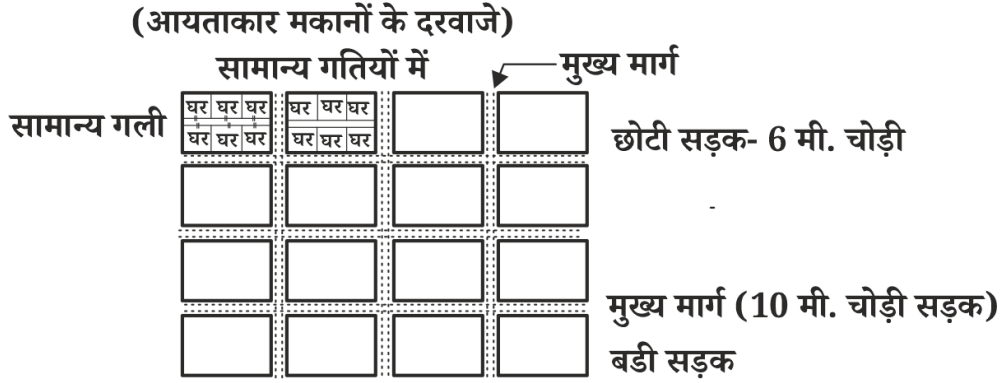 (आयताकार मकानों के दरवाजे)
सामान्य गतियों में
मुख्य मार्ग
सामान्य गली
घर घर घर घर घर घर
घर घर घर घर घर घर
छोटी सड़क- 6 मी. चोड़ी
मुख्य मार्ग (10 मी. चोड़ी सड़क)
बडी सड़क